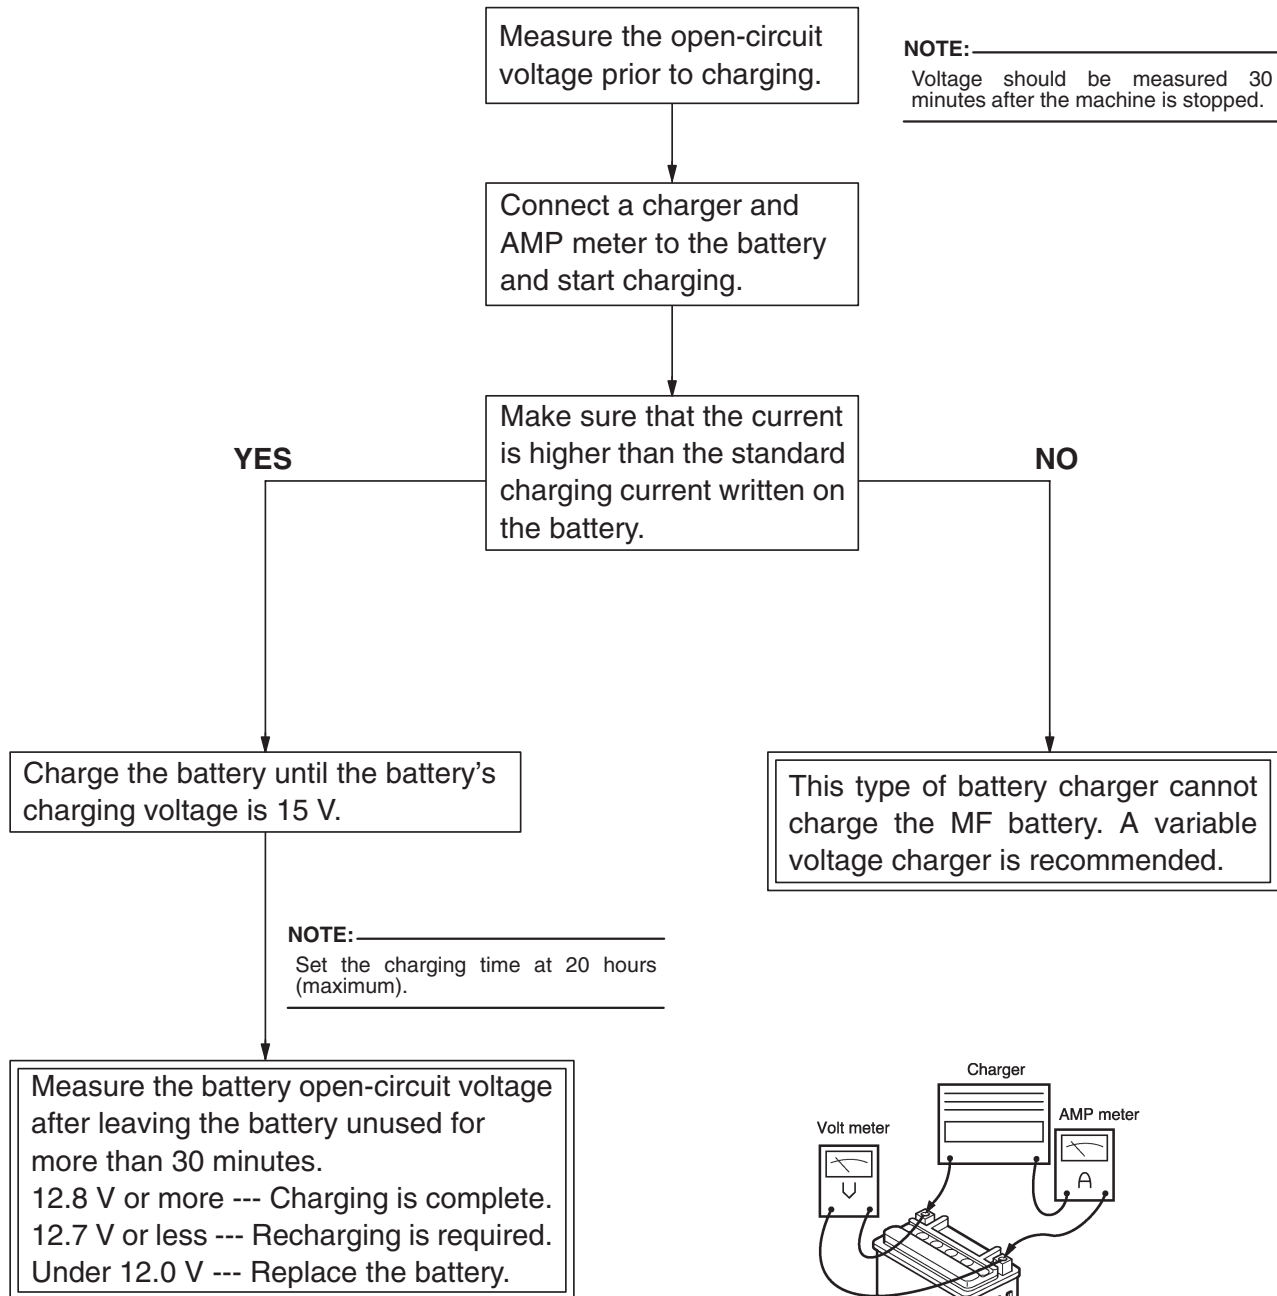 Measure the open-circuit
voltage prior to charging.
NOTE:
Voltage should be measured 30
minutes after the machine is stopped.
Connect a charger and
AMP meter to the battery
and start charging.
Make sure that the current
is higher than the standard
charging current written on
the battery.
YES
NO
Charge the battery until the battery’s
charging voltage is 15 V.
This type of battery charger cannot
charge the MF battery. A variable
voltage charger is recommended.
NOTE:
Set the charging time at 20 hours
(maximum).
Measure the battery open-circuit voltage
after leaving the battery unused for
more than 30 minutes.
12.8 V or more --- Charging is complete.
12.7 V or less --- Recharging is required.
Under 12.0 V --- Replace the battery.
Charger
AMP meter
Volt meter
V
A